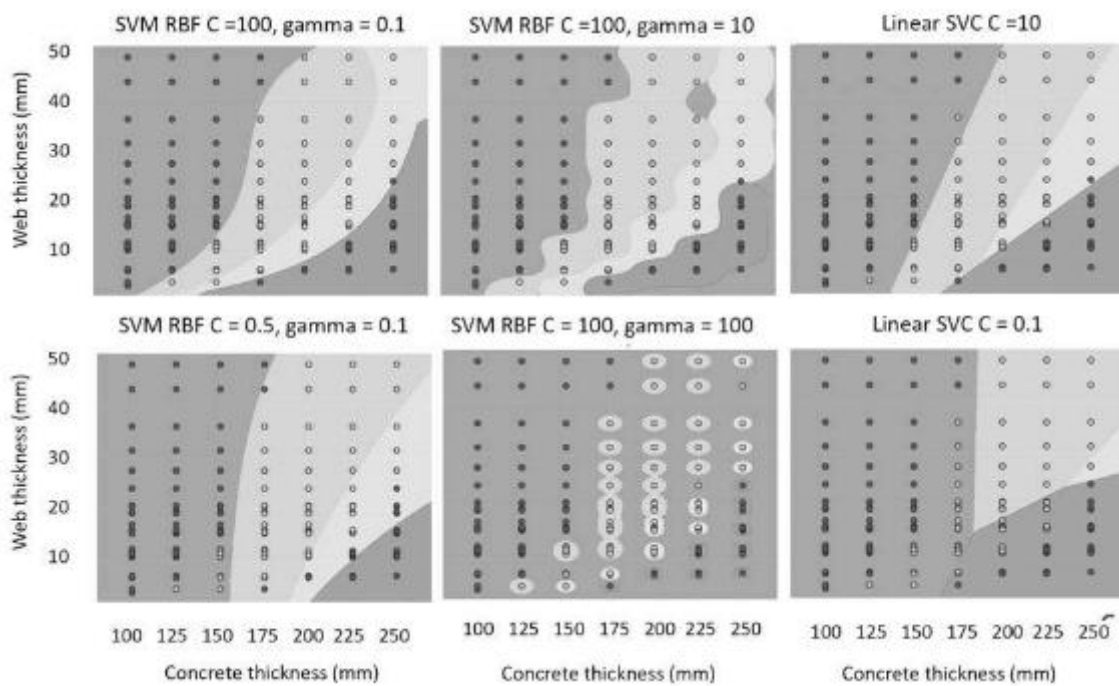 SVM RBF C =100, gamma = 0.1
SVM RBF C =100, gamma = 10
Linear SVC C =10
Web thickness (mm)
50
40
30
20
10
SVM RBF C = 0.5, gamma = 0.1
SVM RBF C = 100, gamma = 100
Linear SVC C = 0.1
Web thickness (mm)
50
40
30
20
10
100 125 150 175 200 225 250
100 125 150 175 200 225 250
100 125 150 175 200 225 250
Concrete thickness (mm)
Concrete thickness (mm)
Concrete thickness (mm)